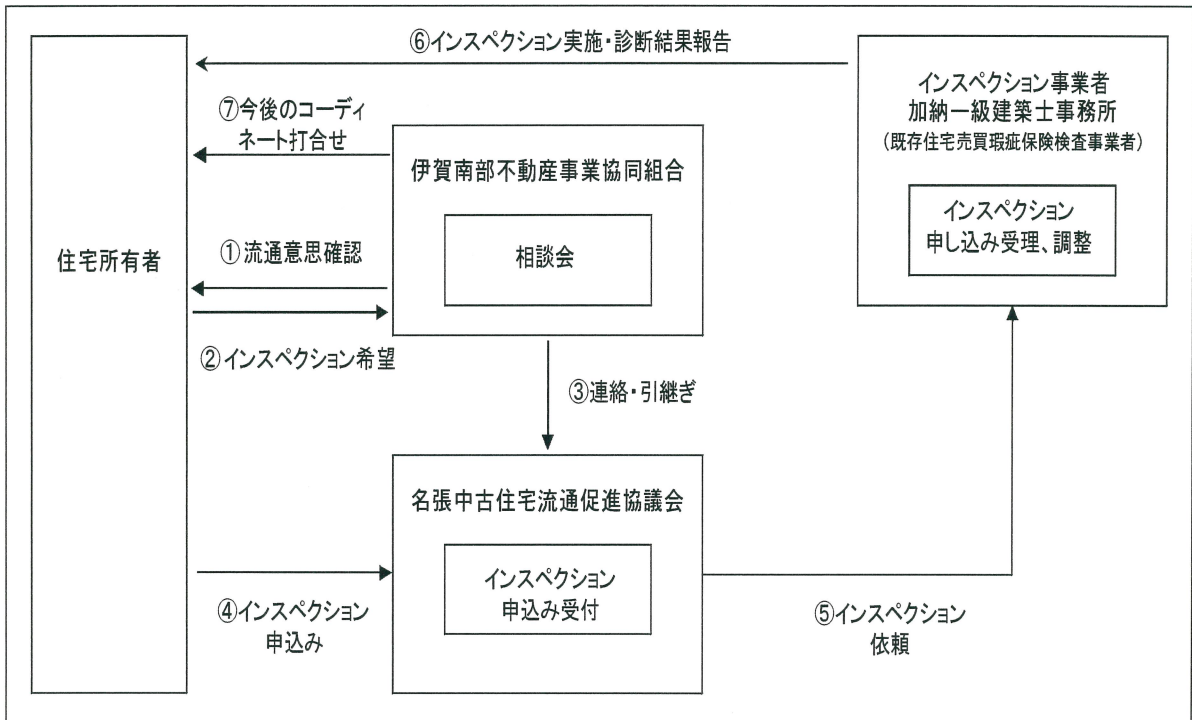 ⑥インスペクション実施・診断結果報告
インスペクション事業者
加納一級建築士事務所
(既存住宅売買瑕疵保険検査事業者)
インスペクション
申し込み受理、調整
⑦今後のコーディ
ネート打合せ
伊賀南部不動産事業協同組合
相談会
住宅所有者
①流通意思確認
②インスペクション希望
③連絡・引継ぎ
名張中古住宅流通促進協議会
インスペクション
申込み受付
④インスペクション
申込み
⑤インスペクション
依頼